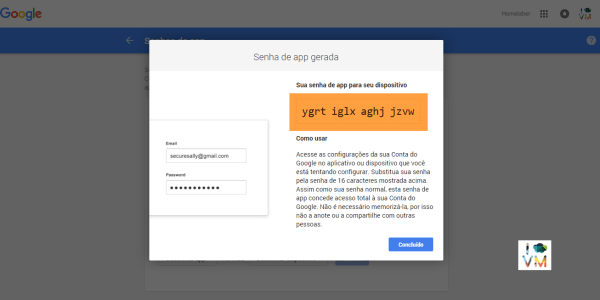 Google
Senhas de app
Senha de app gerada
Sua senha de app para seu dispositivo
ygrt iglx aghj jzvw
Email
securesally@gmail.com
Password
Como usar
Acesse as configurações da sua Conta do
Google no aplicativo ou dispositivo que você
está tentando configurar. Substitua sua senha
pela senha de 16 caracteres mostrada acima.
Assim como sua senha normal, esta senha de
app concede acesso total à sua Conta do
Google. Não é necessário memorizá-la, por isso
não a anote ou a compartilhe com outras
pessoas.
Concluído
I
VM